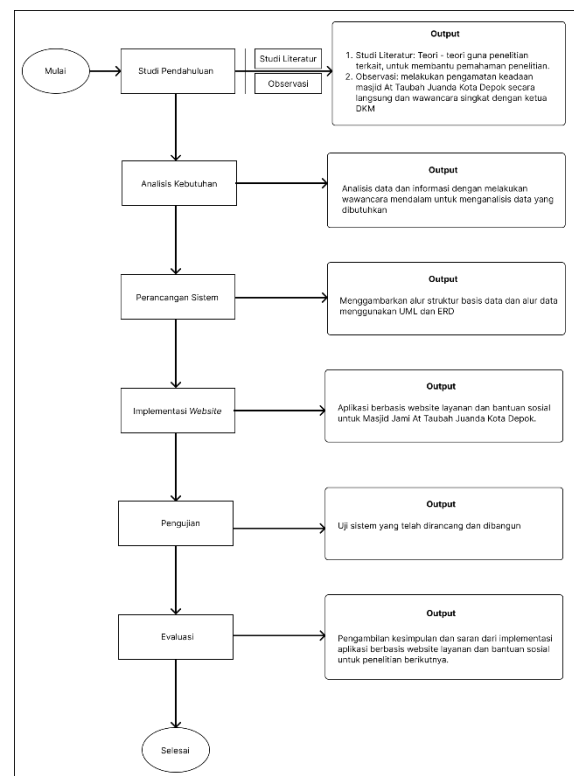 Mulai
Studi Pendahuluan
Studi Literatur
Observasi
Output
1. Studi Literatur: Teori - teori guna penelitian
terkait, untuk membantu pemahaman penelitian.
2. Observasi: melakukan pengamatan keadaan
masjid At Taubah Juanda Kota Depok secara
langsung dan wawancara singkat dengan ketua
DKM
Analisis Kebutuhan
Output
Analisis data dan informasi dengan melakukan
wawancara mendalam untuk menganalisis data yang
dibutuhkan
Perancangan Sistem
Output
Menggambarkan alur struktur basis data dan alur data
menggunakan UML dan ERD
Implementasi Website
Output
Aplikasi berbasis website layanan dan bantuan sosial
untuk Masjid Jami At Taubah Juanda Kota Depok.
Pengujian
Output
Uji sistem yang telah dirancang dan dibangun
Evaluasi
Output
Pengambilan kesimpulan dan saran dari implementasi
aplikasi berbasis website layanan dan bantuan sosial
untuk penelitian berikutnya.
Selesai